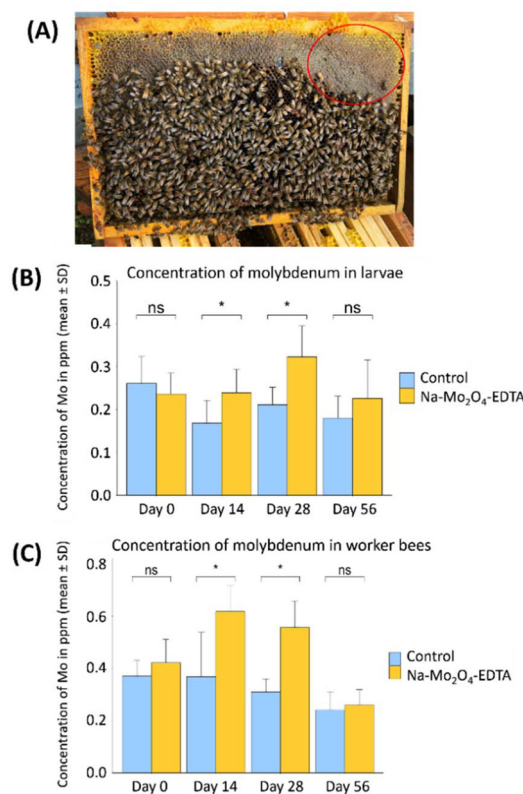 (A)
(B)
Concentration of molybdenum in larvae
Concentration of Mo in ppm (mean ± SD)
0.5
0.4
0.3
0.2
0.1
0.0
ns
*
*
ns
Control
Na-Mo₂O₄-EDTA
Day 0 Day 14 Day 28 Day 56
(C)
Concentration of molybdenum in worker bees
Concentration of Mo in ppm (mean ± SD)
0.8
0.6
0.4
0.2
0.0
ns
*
*
ns
Control
Na-Mo₂O₄-EDTA
Day 0 Day 14 Day 28 Day 56